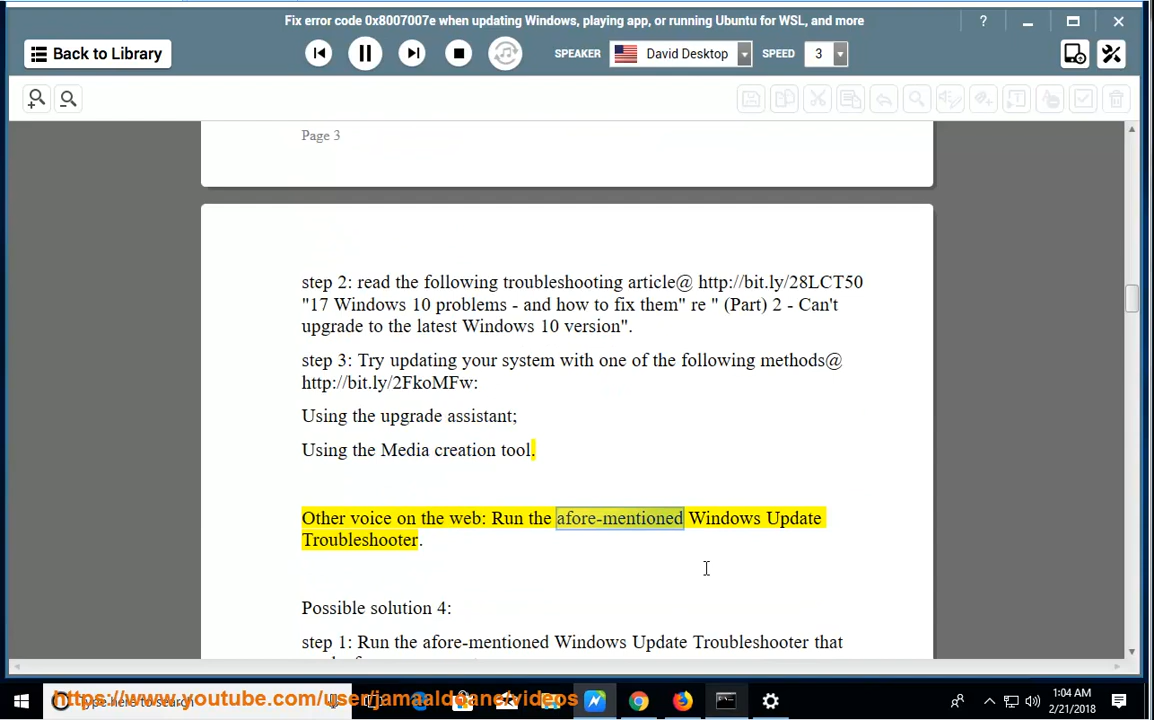 Fix error code 0x8007007e when updating Windows, playing app, or running Ubuntu for WSL, and more
?
Back to Library
SPEAKER
David Desktop
SPEED
3
Page 3
step 2: read the following troubleshooting article@ http://bit.ly/28LCT50
"17 Windows 10 problems - and how to fix them" re " (Part) 2 - Can't
upgrade to the latest Windows 10 version".
step 3: Try updating your system with one of the following methods@
http://bit.ly/2FkoMFw:
Using the upgrade assistant;
Using the Media creation tool.
Other voice on the web: Run the afore-mentioned Windows Update
Troubleshooter.
Possible solution 4:
step 1: Run the afore-mentioned Windows Update Troubleshooter that
https://www.youtube.com/user/jamaaldoane/videos
Type here to search
1:04 AM
2/21/2018